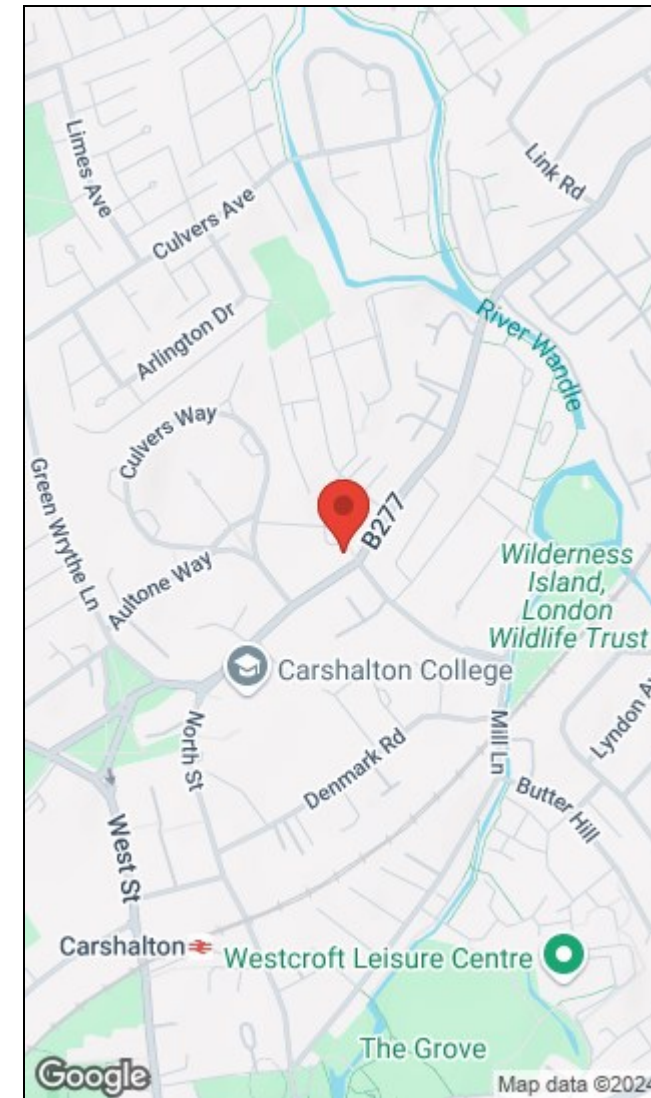 Limes Ave
Link Rd
Culvers Ave
Arlington Dr
River Wandle
Culvers Way
Green Wrythe Ln
B277
Aultone Way
Wilderness
Island,
London
Wildlife Trust
Carshalton College
North St
Mill Ln
Lyndon Av
Denmark Rd
Butter Hill
West St
Carshalton
Westcroft Leisure Centre
The Grove
Google
Map data ©2024